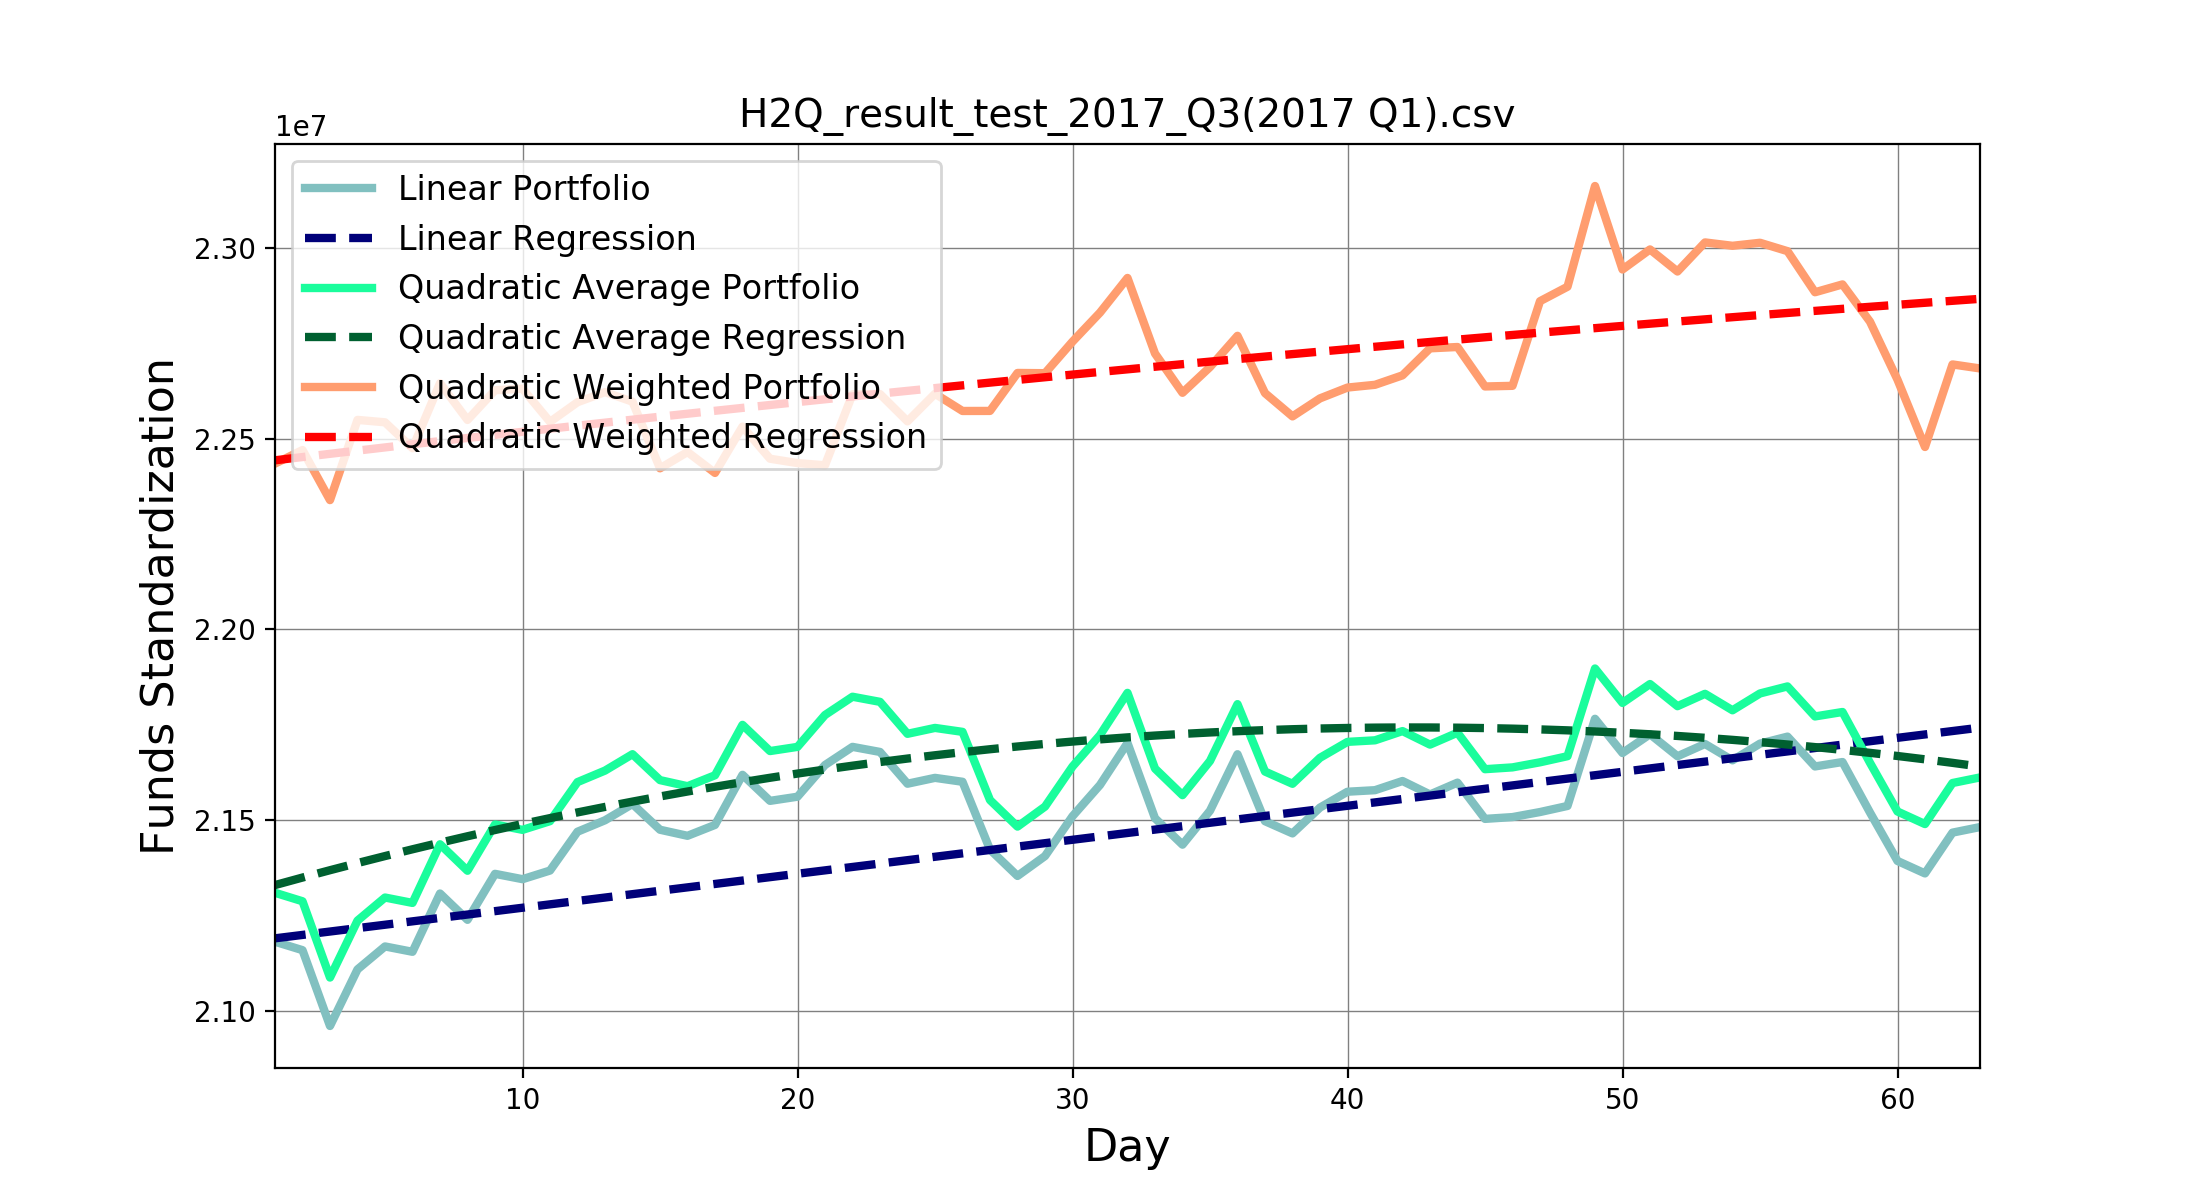 H2Q_result_test_2017_Q3(2017 Q1).csv
1e7
Linear Portfolio
Linear Regression
Quadratic Average Portfolio
Quadratic Average Regression
Quadratic Weighted Portfolio
Quadratic Weighted Regression
2.30
2.25
2.20
2.15
2.10
Funds Standardization
10 20 30 40 50 60
Day